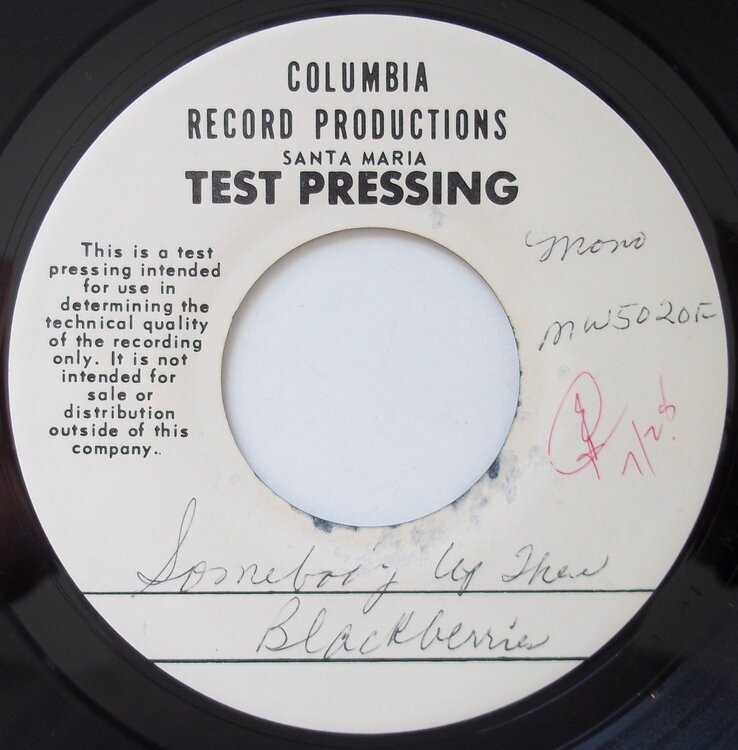 COLUMBIA
RECORD PRODUCTIONS
SANTA MARIA
TEST PRESSING
This is a test
pressing intended
for use in
determining the
technical quality
of the recording
only. It is not
intended for
sale or
distribution
outside of this
company..
Mono
MW5020F
Somebody Up There
Blackberries